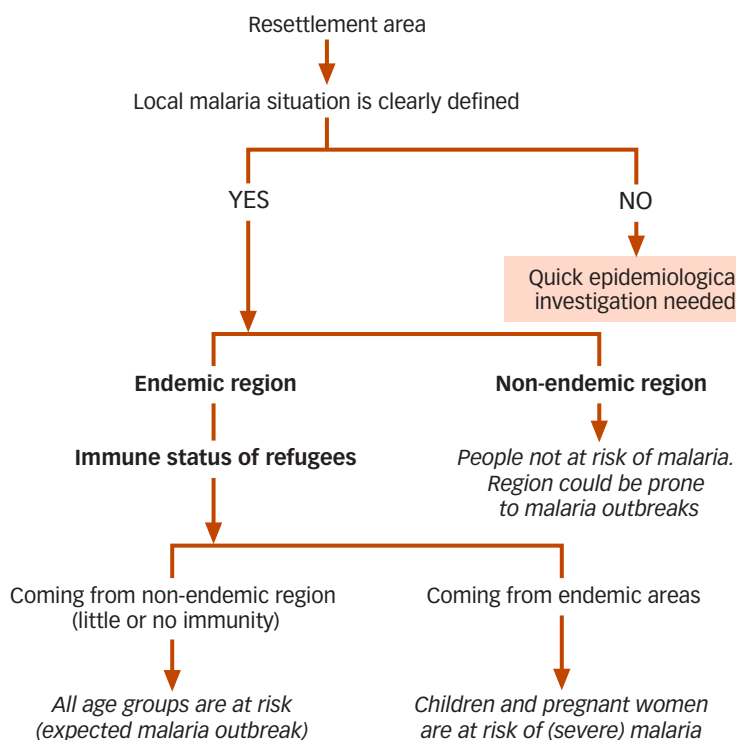 Resettlement area
Local malaria situation is clearly defined
YES
NO
Quick epidemiologica
investigation needed
Endemic region
Non-endemic region
Immune status of refugees
People not at risk of malaria.
Region could be prone
to malaria outbreaks
Coming from non-endemic region
(little or no immunity)
Coming from endemic areas
All age groups are at risk
(expected malaria outbreak)
Children and pregnant women
are at risk of (severe) malaria